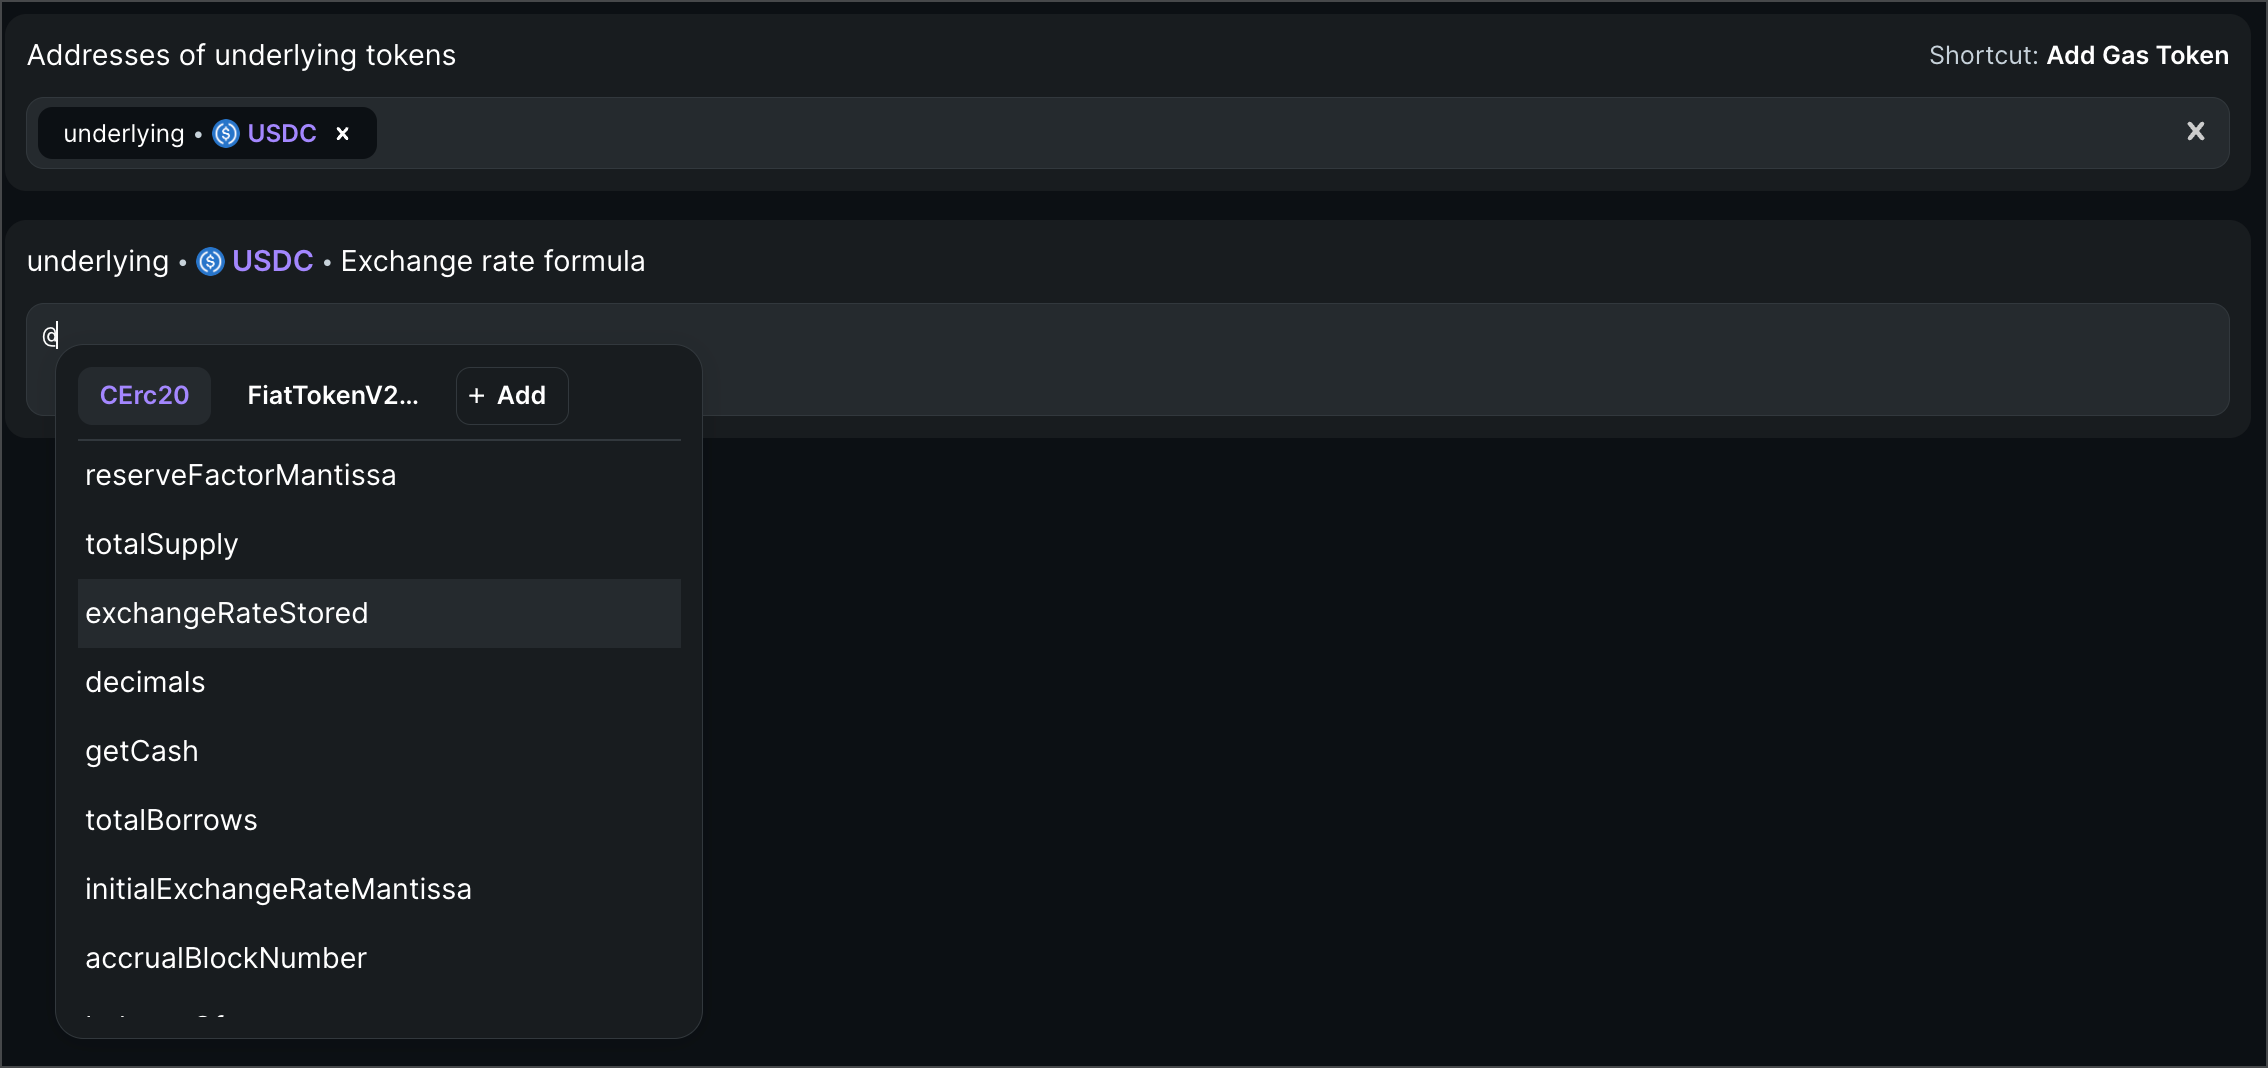 Addresses of underlying tokens
Shortcut: Add Gas Token
underlying • USDC ×
×
underlying • USDC • Exchange rate formula
@
CErc20 FiatTokenV2... + Add
reserveFactorMantissa
totalSupply
exchangeRateStored
decimals
getCash
totalBorrows
initialExchangeRateMantissa
accrualBlockNumber